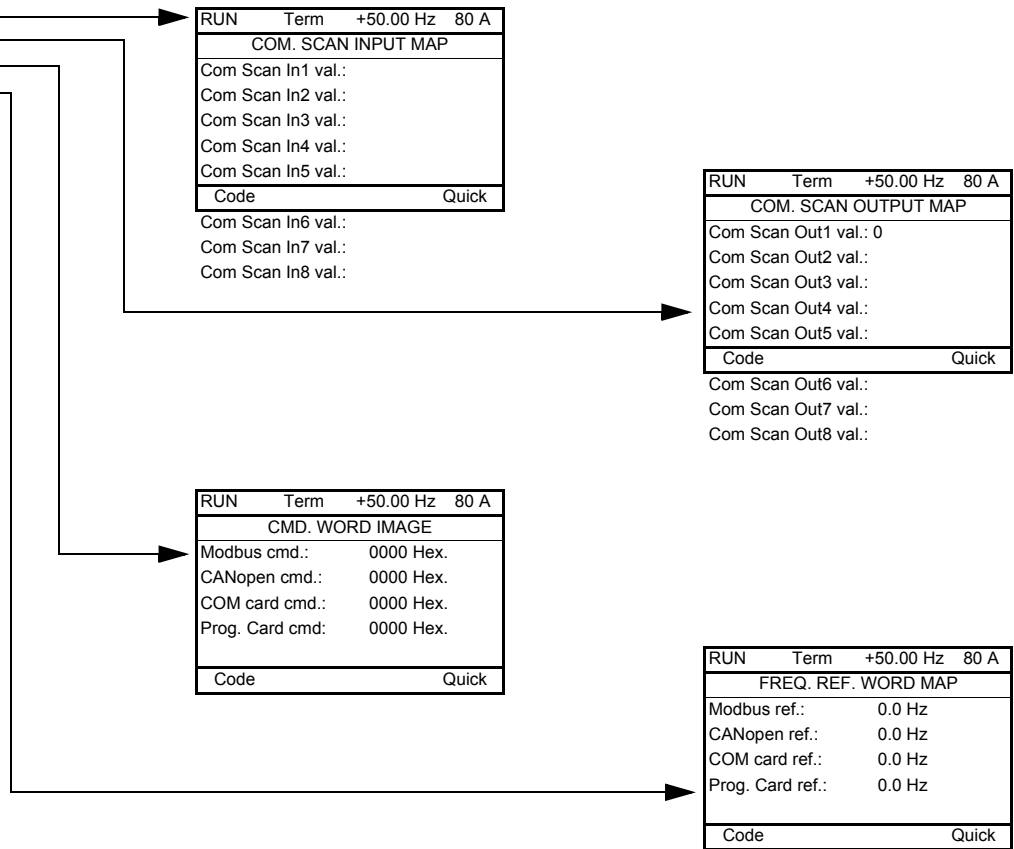 RUN Term +50.00 Hz 80 A
COM. SCAN INPUT MAP
Com Scan In1 val.:
Com Scan In2 val.:
Com Scan In3 val.:
Com Scan In4 val.:
Com Scan In5 val.:
Code Quick
Com Scan In6 val.:
Com Scan In7 val.:
Com Scan In8 val.:
RUN Term +50.00 Hz 80 A
COM. SCAN OUTPUT MAP
Com Scan Out1 val.: 0
Com Scan Out2 val.:
Com Scan Out3 val.:
Com Scan Out4 val.:
Com Scan Out5 val.:
Code Quick
Com Scan Out6 val.:
Com Scan Out7 val.:
Com Scan Out8 val.:
RUN Term +50.00 Hz 80 A
CMD. WORD IMAGE
Modbus cmd.: 0000 Hex.
CANopen cmd.: 0000 Hex.
COM card cmd.: 0000 Hex.
Prog. Card cmd: 0000 Hex.
Code Quick
RUN Term +50.00 Hz 80 A
FREQ. REF. WORD MAP
Modbus ref.: 0.0 Hz
CANopen ref.: 0.0 Hz
COM card ref.: 0.0 Hz
Prog. Card ref.: 0.0 Hz
Code Quick